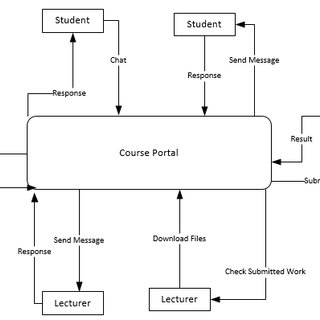 Student
Student
Chat
Send Message
Response
Response
Result
Course Portal
Subm
Response
Send Message
Download Files
Check Submitted Work
Lecturer
Lecturer